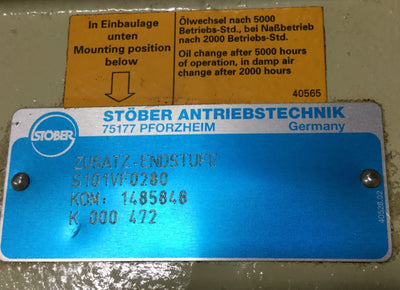 In Einbaulage
unten
Mounting position
below
Ölwechsel nach 5000
Betriebs-Std., bei Naßbetrieb
nach 2000 Betriebs-Std.
Oil change after 5000 hours
of operation, in damp air
change after 2000 hours
40565
STÖBER
STÖBER ANTRIEBSTECHNIK
75177 PFORZHEIM Germany
ZUSATZ-ENDSTUFE
S101VF0280
KOM: 1485848
K 000 472
40526.02